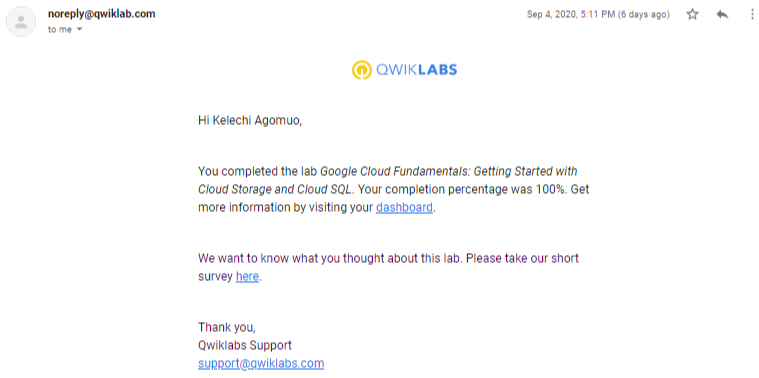 noreply@qwiklab.com
Sep 4, 2020, 5:11 PM (6 days ago)
to me
QWIKLABS
Hi Kelechi Agomuo,
You completed the lab Google Cloud Fundamentals: Getting Started with
Cloud Storage and Cloud SQL. Your completion percentage was 100%. Get
more information by visiting your dashboard.
We want to know what you thought about this lab. Please take our short
survey here.
Thank you,
Qwiklabs Support
support@qwiklabs.com